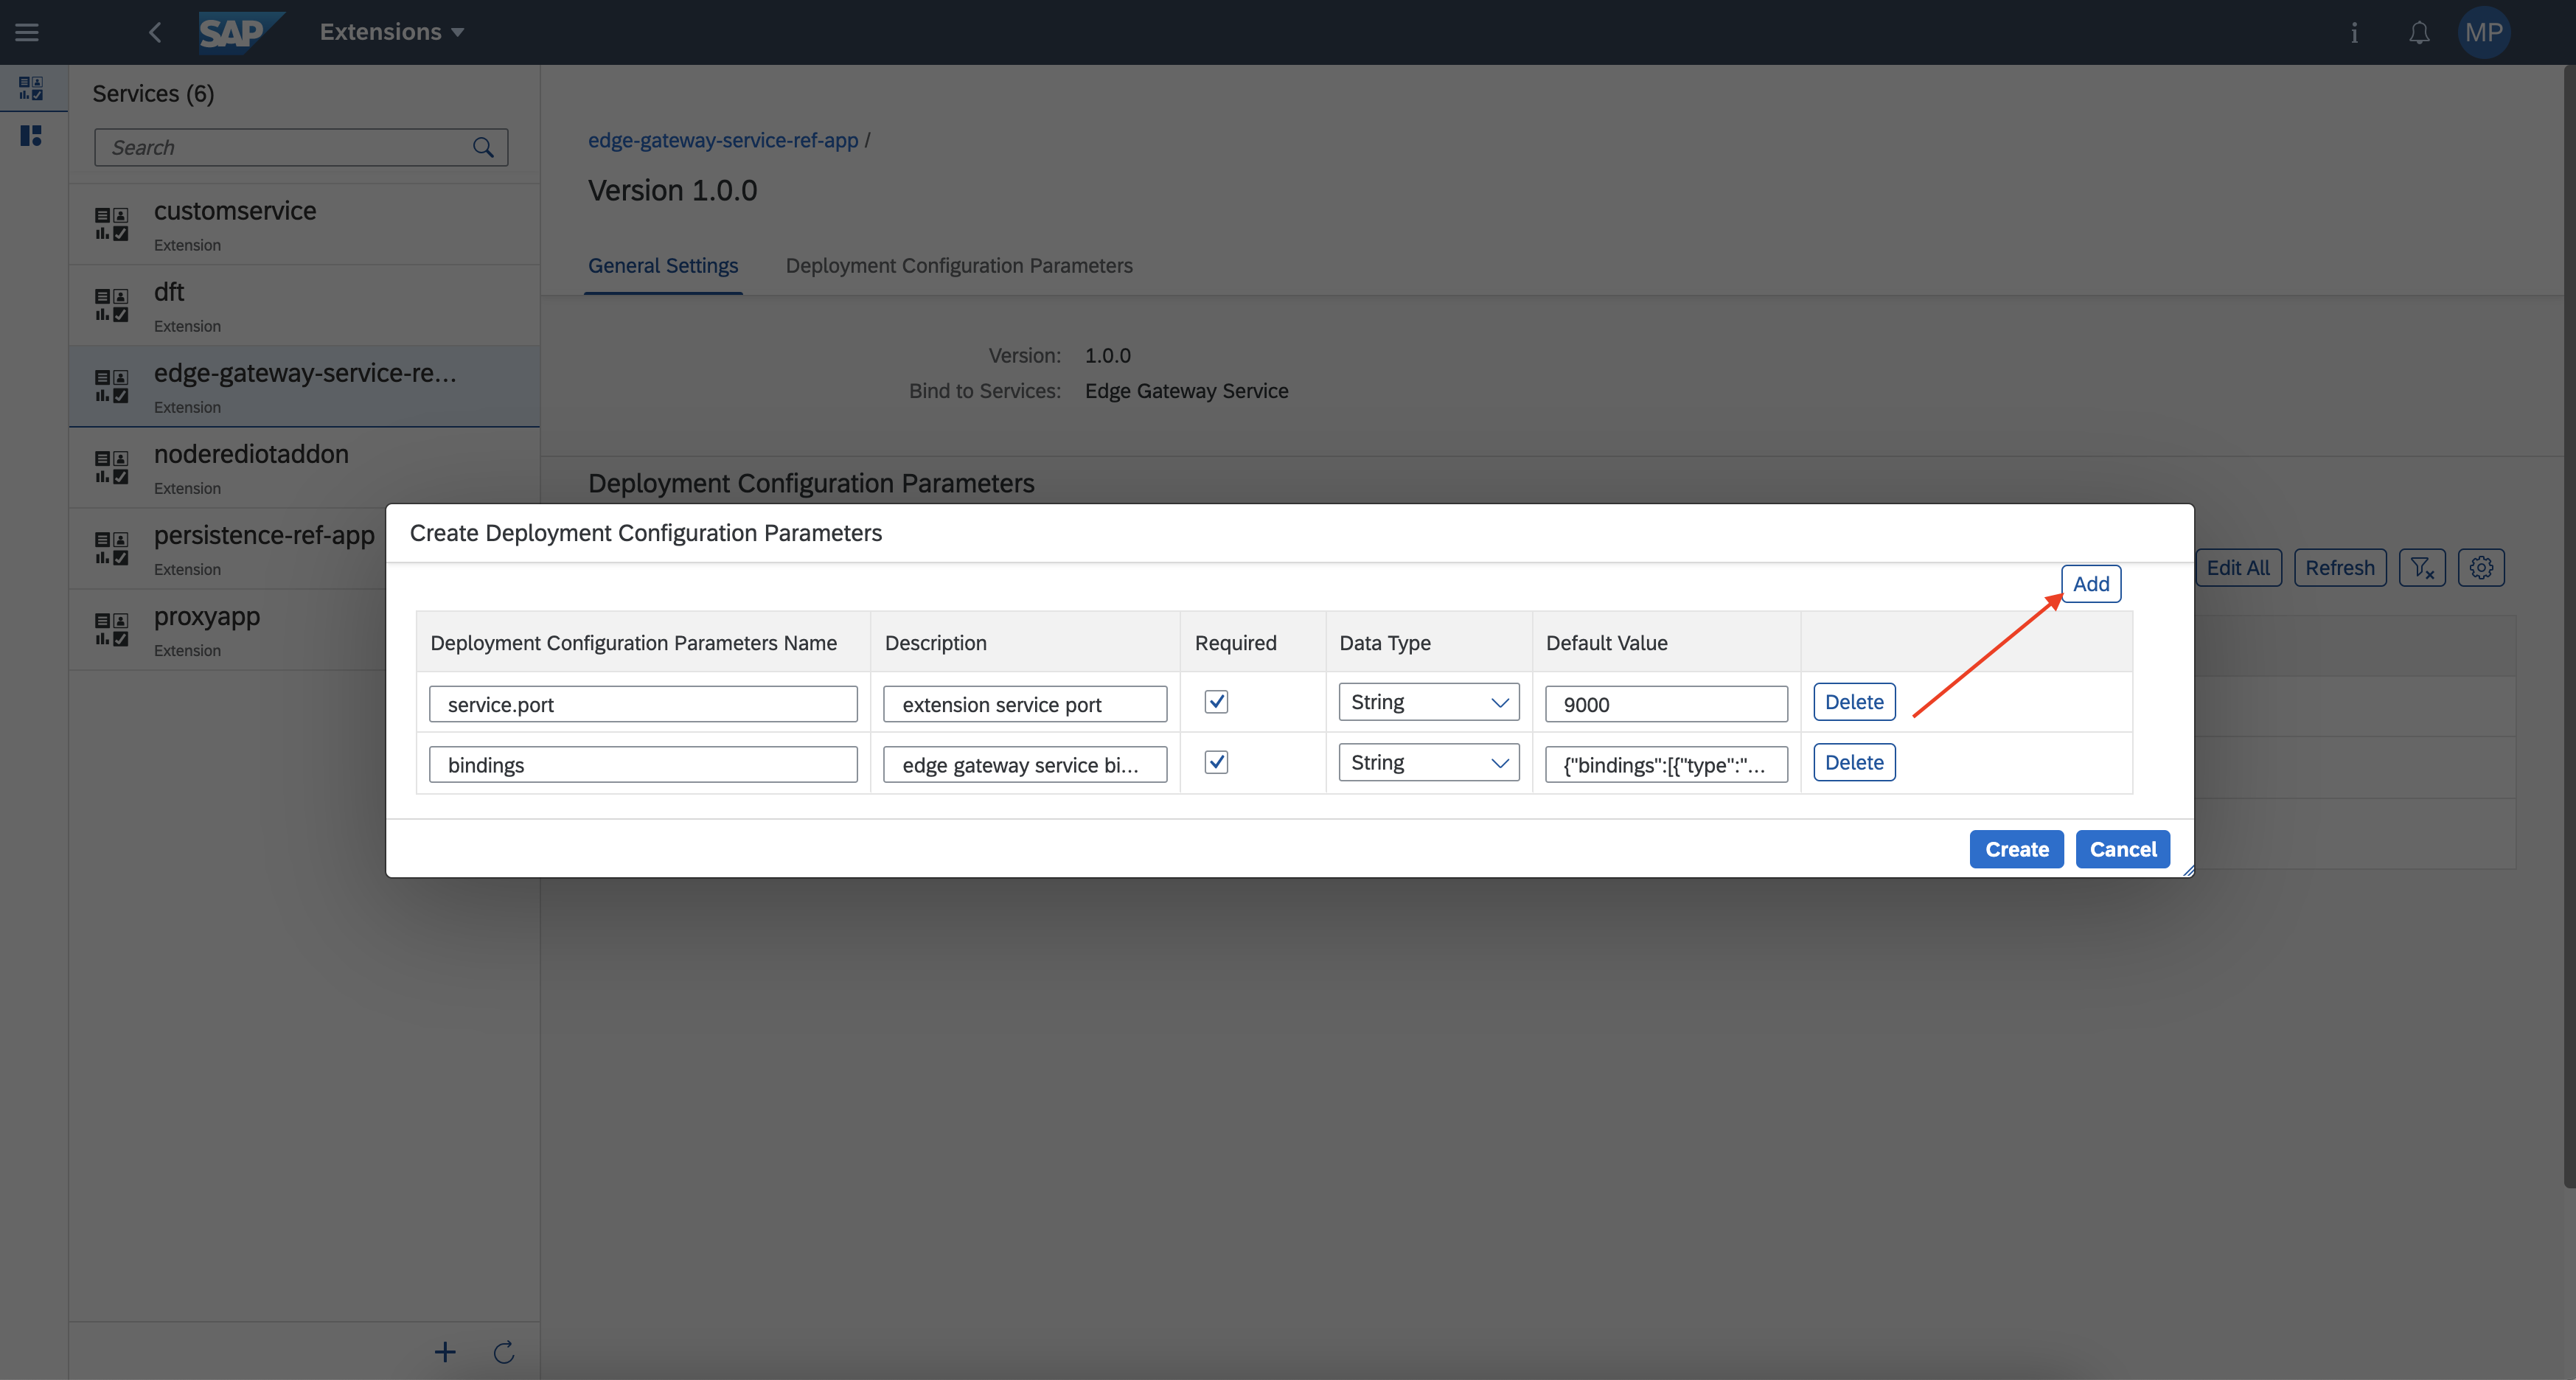 SAP
Extensions
i
MP
Services (6)
Search
customservice
Extension
dft
Extension
edge-gateway-service-re...
Extension
noderediotaddon
Extension
persistence-ref-app
Extension
proxyapp
Extension
edge-gateway-service-ref-app /
Version 1.0.0
General Settings
Deployment Configuration Parameters
Version: 1.0.0
Bind to Services: Edge Gateway Service
Deployment Configuration Parameters
Edit All
Refresh
Create Deployment Configuration Parameters
Add
Deployment Configuration Parameters Name
Description
Required
Data Type
Default Value
service.port
extension service port
String
9000
Delete
bindings
edge gateway service bi...
String
{"bindings":[{"type":"...
Delete
Create
Cancel